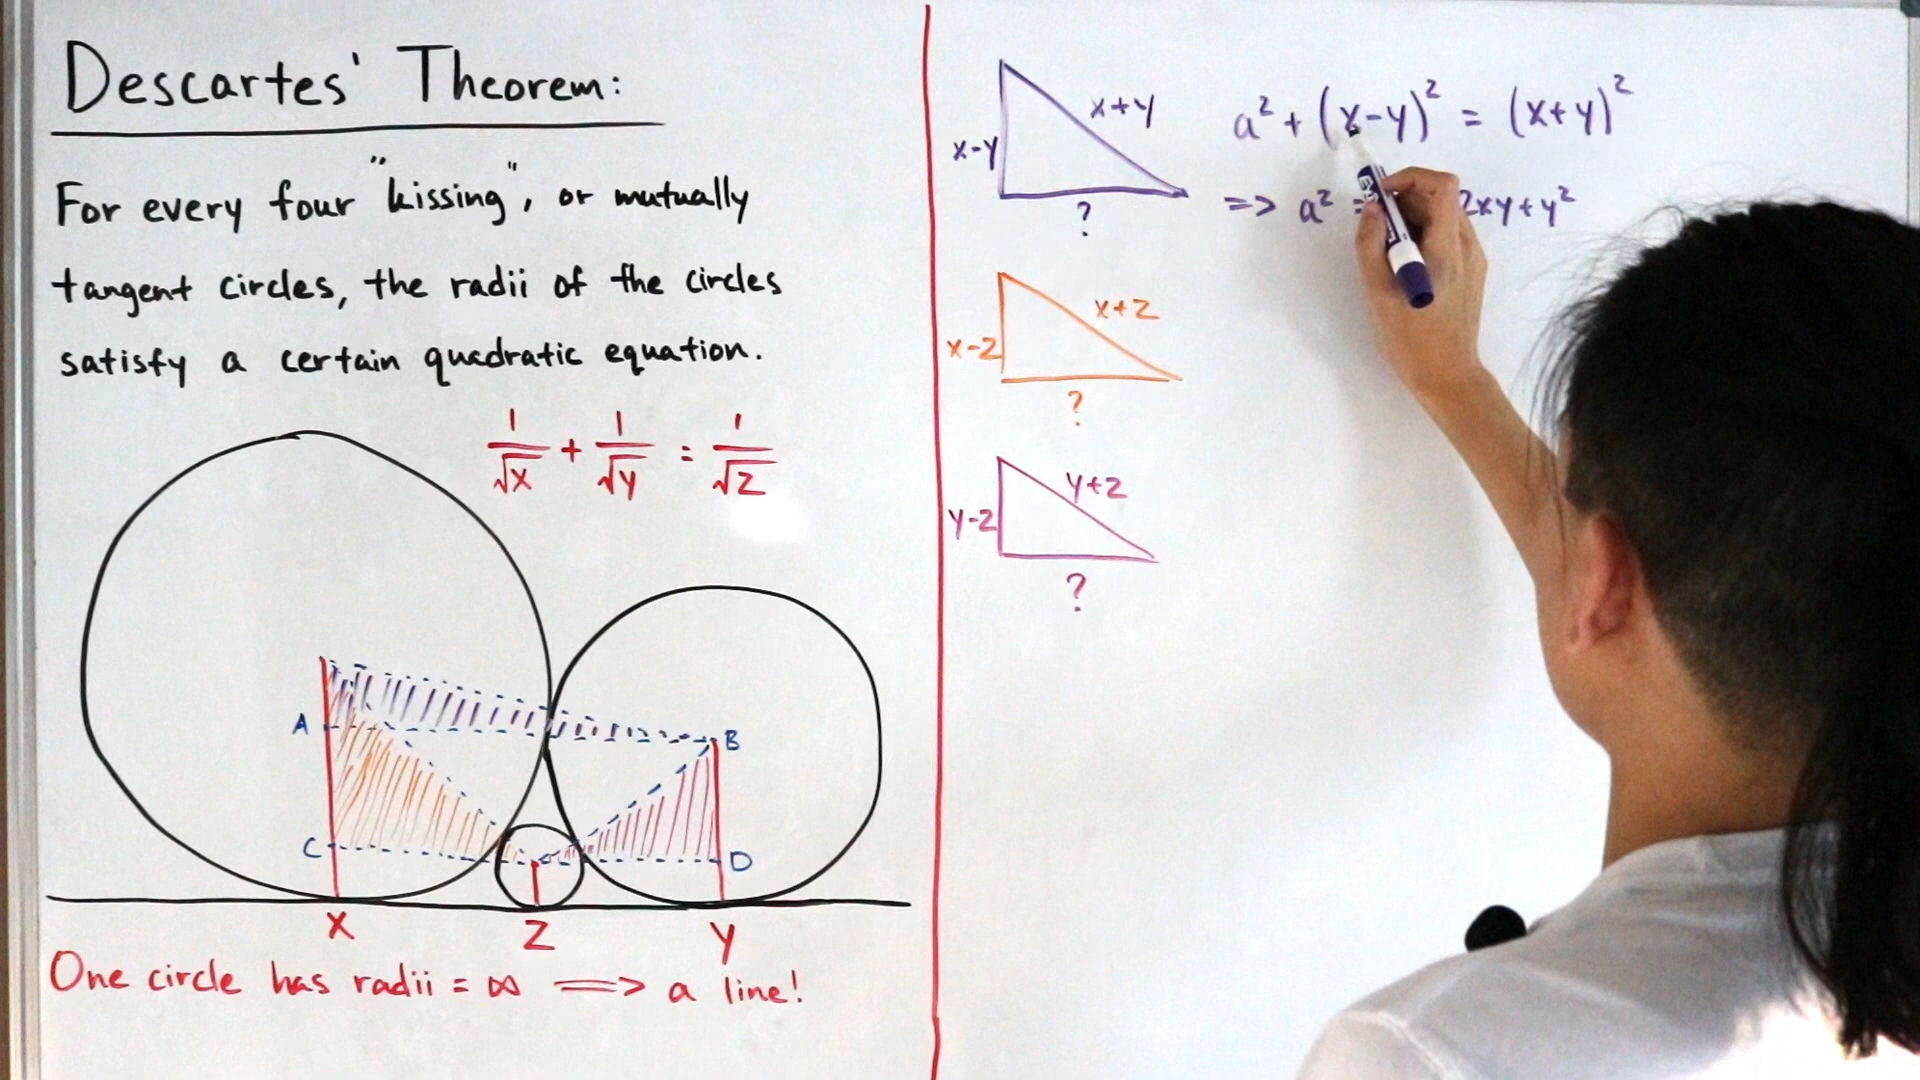 Descartes' Theorem:
For every four "kissing", or mutually
tangent circles, the radii of the circles
satisfy a certain quadratic equation.
1/√x + 1/√y = 1/√z
A
B
C
D
x
z
y
One circle has radii = ∞ ⟹ a line!
x-y
x+y
?
a² + (x-y)² = (x+y)²
=> a² = 2xy+y²
x-z
x+z
?
y-z
y+z
?